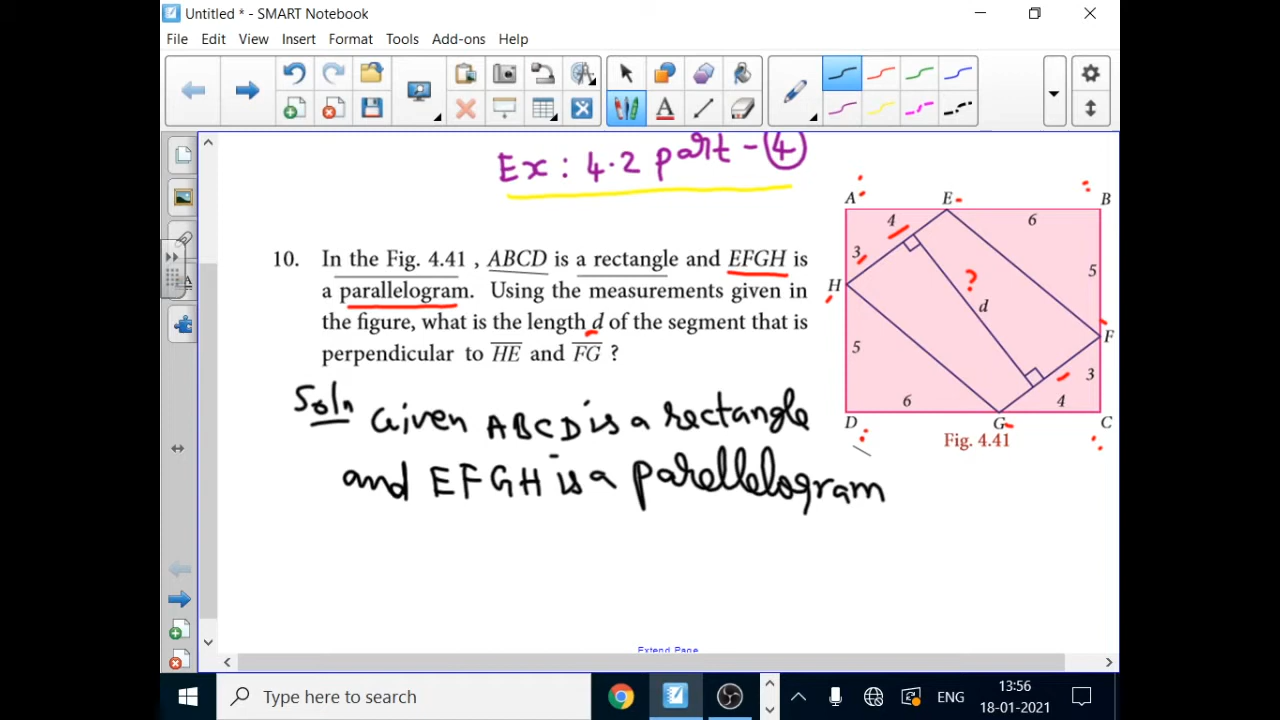 Untitled * - SMART Notebook
File Edit View Insert Format Tools Add-ons Help
Ex : 4.2 part - 4
10. In the Fig. 4.41 , ABCD is a rectangle and EFGH is
a parallelogram. Using the measurements given in
the figure, what is the length d of the segment that is
perpendicular to HE and FG ?
Soln Given ABCD is a rectangle
and EFGH is a parellelogram
A E B
4 6
3 5
H ? d
F
5 3
6 4
D G C
Fig. 4.41
Extend Page
Type here to search
ENG
13:56
18-01-2021